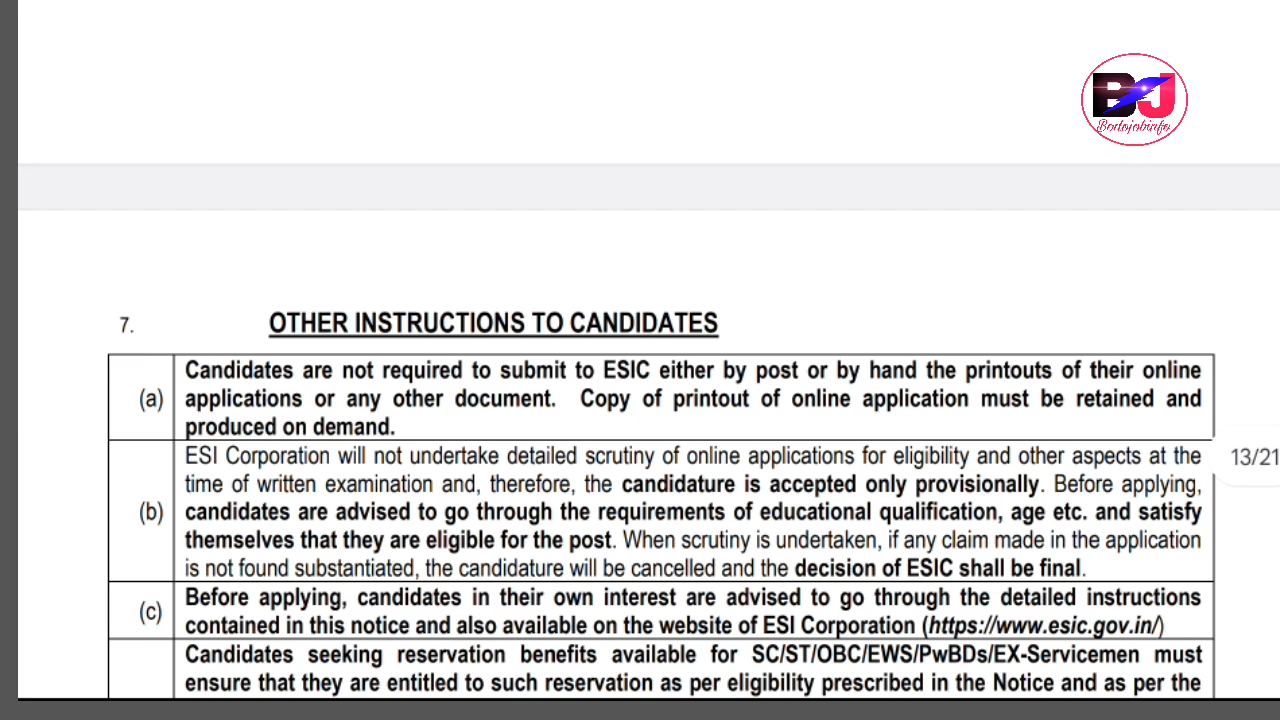 BJ
Bodojobinfo
7. OTHER INSTRUCTIONS TO CANDIDATES
Candidates are not required to submit to ESIC either by post or by hand the printouts of their online
(a) applications or any other document. Copy of printout of online application must be retained and
produced on demand.
ESI Corporation will not undertake detailed scrutiny of online applications for eligibility and other aspects at the
13/21
time of written examination and, therefore, the candidature is accepted only provisionally. Before applying,
(b) candidates are advised to go through the requirements of educational qualification, age etc. and satisfy
themselves that they are eligible for the post. When scrutiny is undertaken, if any claim made in the application
is not found substantiated, the candidature will be cancelled and the decision of ESIC shall be final.
Before applying, candidates in their own interest are advised to go through the detailed instructions
(c) contained in this notice and also available on the website of ESI Corporation (https://www.esic.gov.in/)
Candidates seeking reservation benefits available for SC/ST/OBC/EWS/PwBDs/EX-Servicemen must
ensure that they are entitled to such reservation as per eligibility prescribed in the Notice and as per the